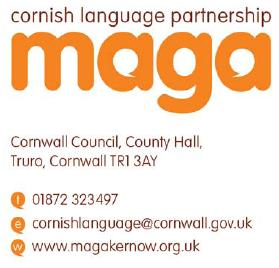 cornish language partnership
maga
Cornwall Council, County Hall,
Truro, Cornwall TR1 3AY
t 01872 323497
e cornishlanguage@cornwall.gov.uk
w www.magakernow.org.uk